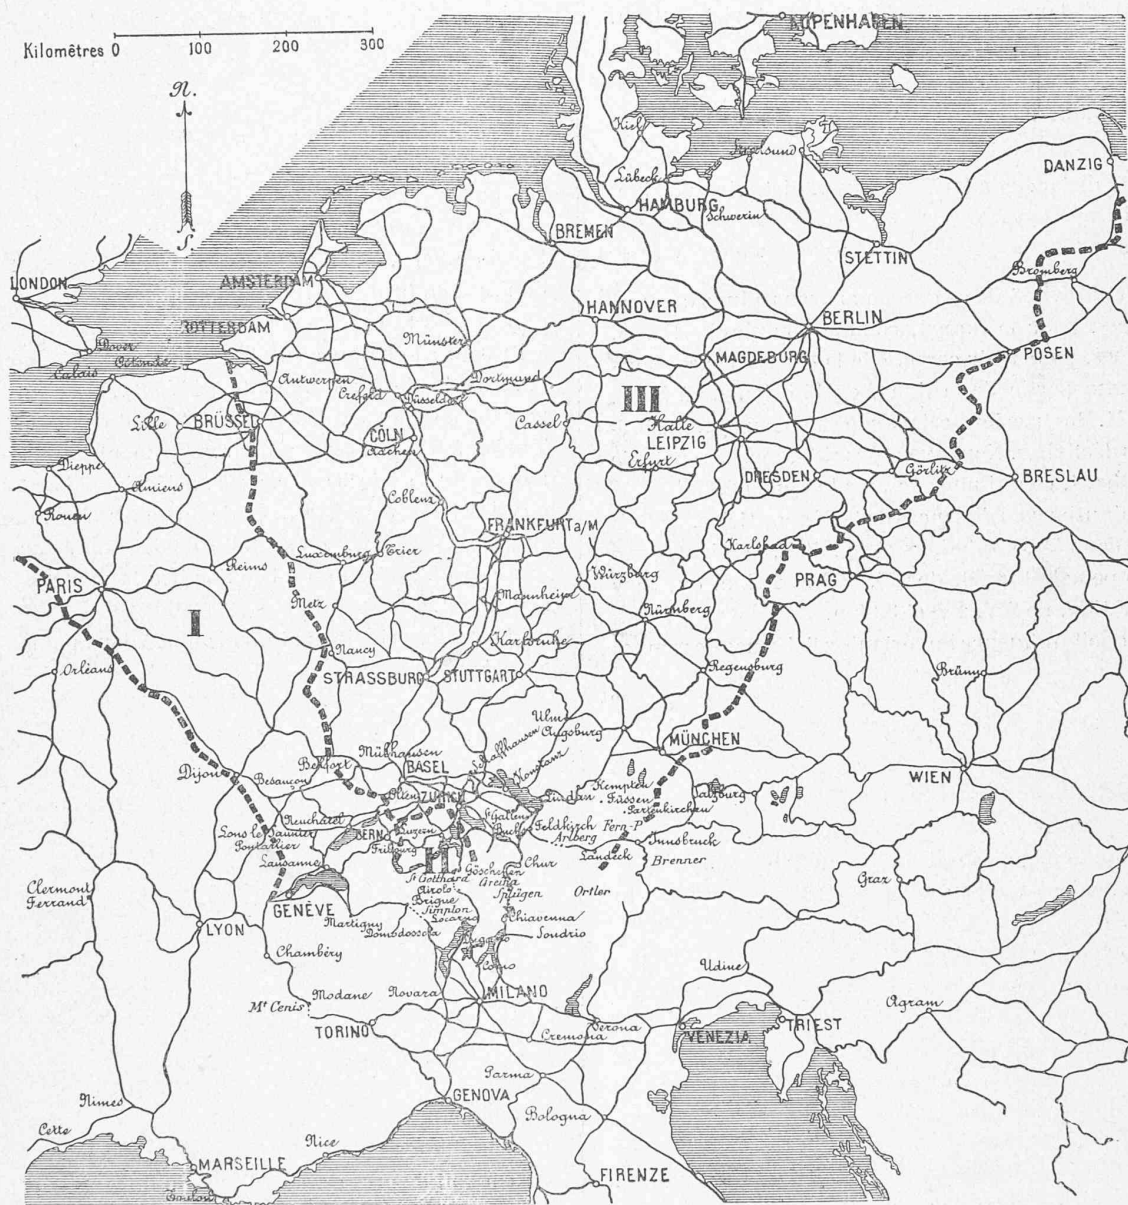 KOPENHAGEN
Kilomètres 0 100 200 300
N.
S
Kiel
Lübeck
HAMBURG
Schwerin
DANZIG
BREMEN
STETTIN
Bromberg
LONDON
AMSTERDAM
HANNOVER
BERLIN
ROTTERDAM
Dover
Ostende
Calais
Münster
MAGDEBURG
POSEN
Antwerpen
Crefeld
Dortmund
Düsseld
III
Lille
BRÜSSEL
CÖLN
Aachen
Cassel
Halle
LEIPZIG
Erfurt
Dieppe
Amiens
Rouen
Coblenz
DRESDEN
Görlitz
BRESLAU
FRANKFURT a/M
Luxemburg
Trier
Karlsbad
PRAG
PARIS
Reims
Würzburg
I
Metz
Mannheim
Nürnberg
Nancy
Karlsruhe
Orléans
STRASSBURG
STUTTGART
Regensburg
Brünn
Ulm
Augsburg
MÜNCHEN
Schaffhausen
Konstanz
Mülhausen
Belfort
BASEL
Dijon
Besançon
WIEN
Olten
ZÜRICH
Lindau
Kempten
Füssen
Partenkirchen
Salzburg
Neuchâtel
St Gallen
Buchs
Feldkirch
Arlberg
Fern-P
Lons le
Saunier
Pontarlier
BERN
Luzern
Fribourg
Innsbruck
Landeck
Brenner
Lausanne
II
Chur
St Gotthard
Göschenen
Greina
Splügen
Airolo
Brigue
Simplon
Locarno
Ortler
Graz
Clermont
Ferrand
GENÈVE
LYON
Martigny
Domodossola
Chiavenna
Sondrio
Lugano
Como
Chambéry
Udine
Mt Cenis
Modane
Novara
MILANO
Agram
TORINO
Verona
Cremona
VENEZIA
TRIEST
Parma
GENOVA
Bologna
Nimes
Cette
Nice
MARSEILLE
Toulon
FIRENZE